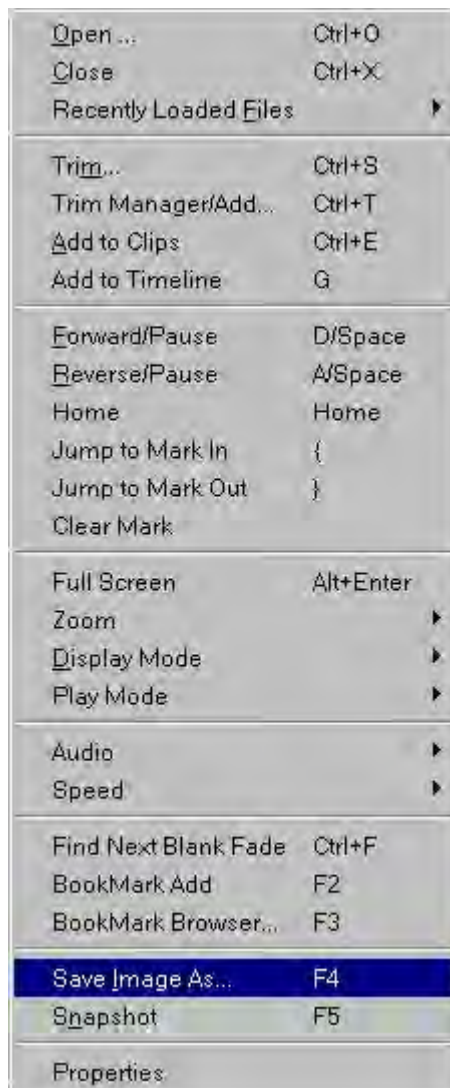 Open ... Ctrl+O
Close Ctrl+X
Recently Loaded Files
Trim... Ctrl+S
Trim Manager/Add... Ctrl+T
Add to Clips Ctrl+E
Add to Timeline G
Forward/Pause D/Space
Reverse/Pause A/Space
Home Home
Jump to Mark In {
Jump to Mark Out }
Clear Mark
Full Screen Alt+Enter
Zoom
Display Mode
Play Mode
Audio
Speed
Find Next Blank Fade Ctrl+F
BookMark Add F2
BookMark Browser... F3
Save Image As... F4
Snapshot F5
Properties